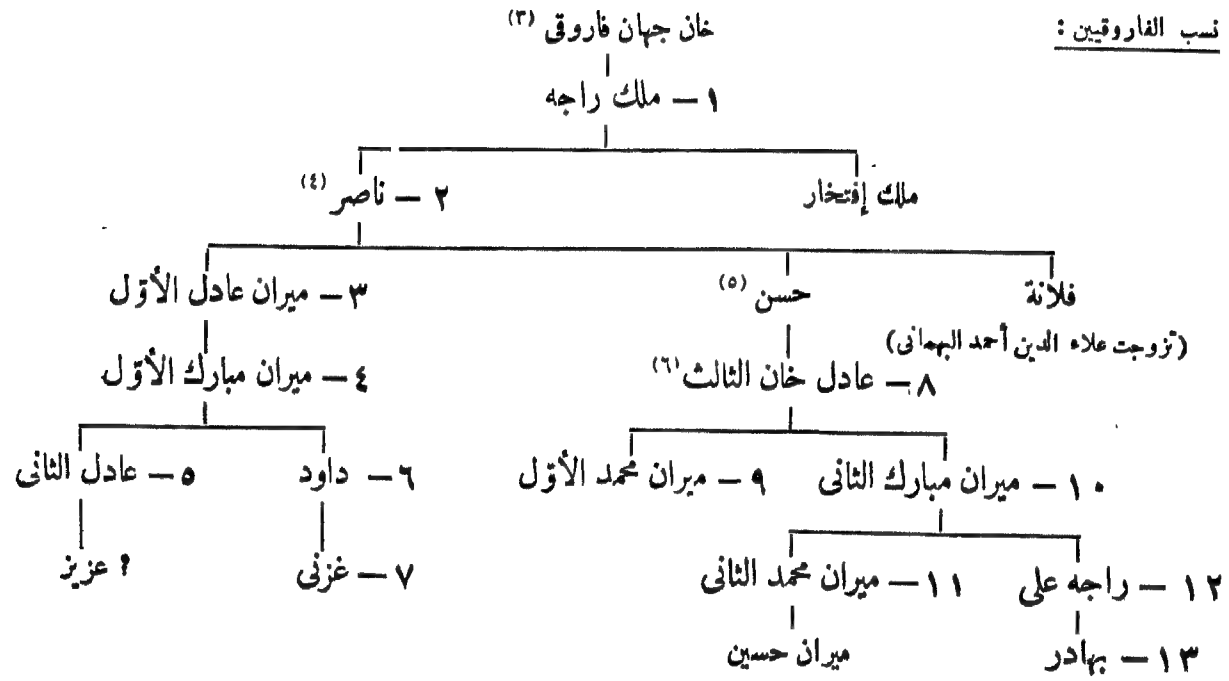 نسب الفاروقيين :
خان جهان فاروقى (٣)
١ — ملك راجه
ملك إفتخار
٢ — ناصر (٤)
فلانة
(تزوجت علاء الدين أحمد البهمانى)
حسن (٥)
٣ — ميران عادل الأوّل
٨ — عادل خان الثالث (٦)
٤ — ميران مبارك الأوّل
١٠ — ميران مبارك الثانى
٩ — ميران محمد الأوّل
٦ — داود
٥ — عادل الثانى
١٢ — راجه على
١١ — ميران محمد الثانى
٧ — غزنى
? عزيز
١٣ — بهادر
ميران حسين